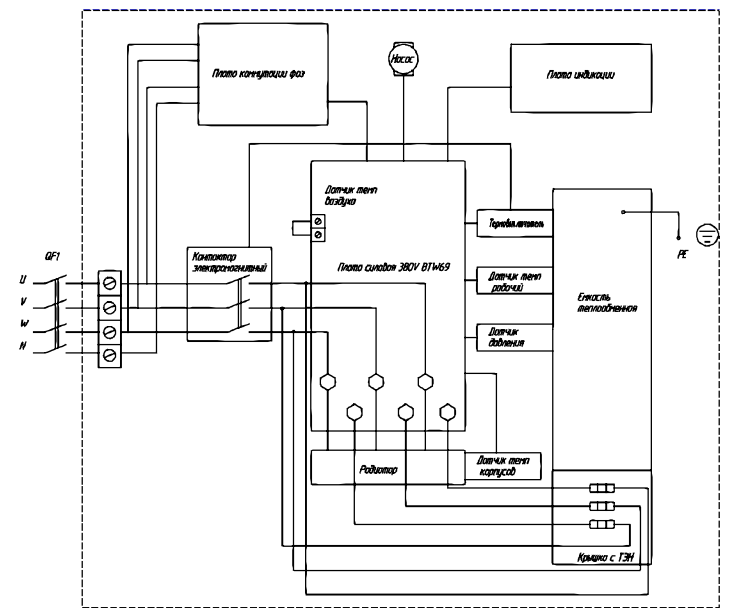 Плата коммутации фаз
Насос
Плата индикации
Датчик темп
воздуха
Термовыключатель
QF1
Контактор
электромагнитный
PE
Плата силовая 380V BTW69
U
V
W
N
Датчик темп
рабочий
Емкость
теплообменная
Датчик
давления
Радиатор
Датчик темп
корпусов
Крышка с ТЭН